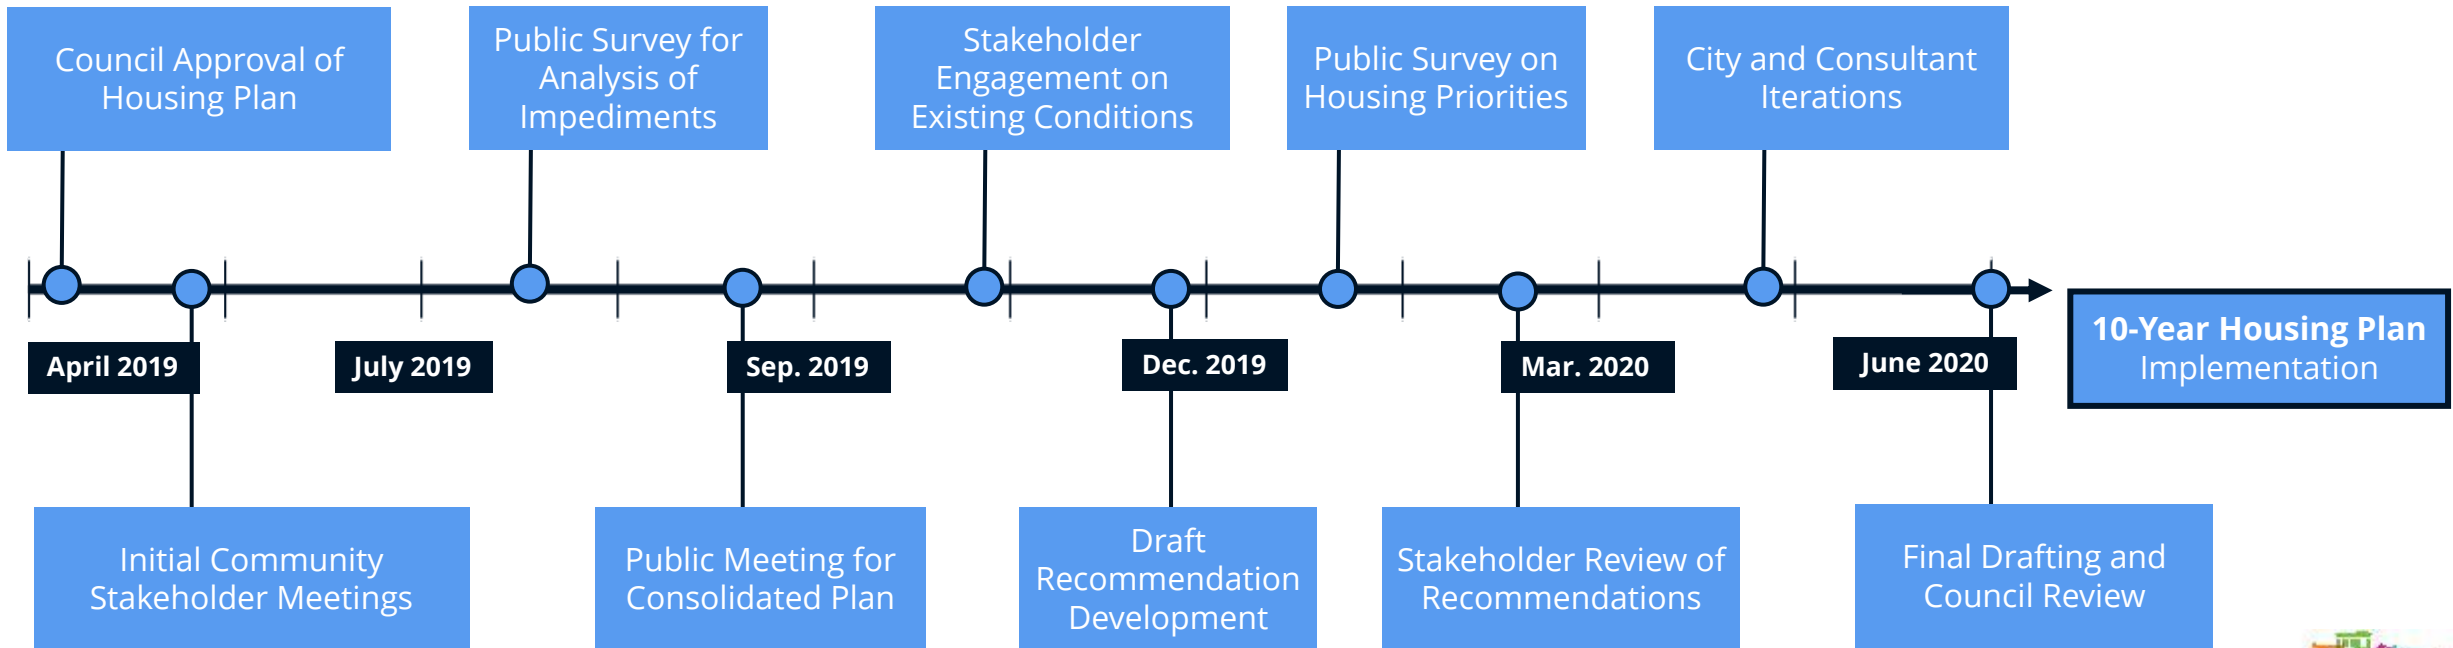 Council Approval of
Housing Plan
Public Survey for
Analysis of
Impediments
Stakeholder
Engagement on
Existing Conditions
Public Survey on
Housing Priorities
City and Consultant
Iterations
April 2019
July 2019
Sep. 2019
Dec. 2019
Mar. 2020
June 2020
10-Year Housing Plan
Implementation
Initial Community
Stakeholder Meetings
Public Meeting for
Consolidated Plan
Draft
Recommendation
Development
Stakeholder Review of
Recommendations
Final Drafting and
Council Review